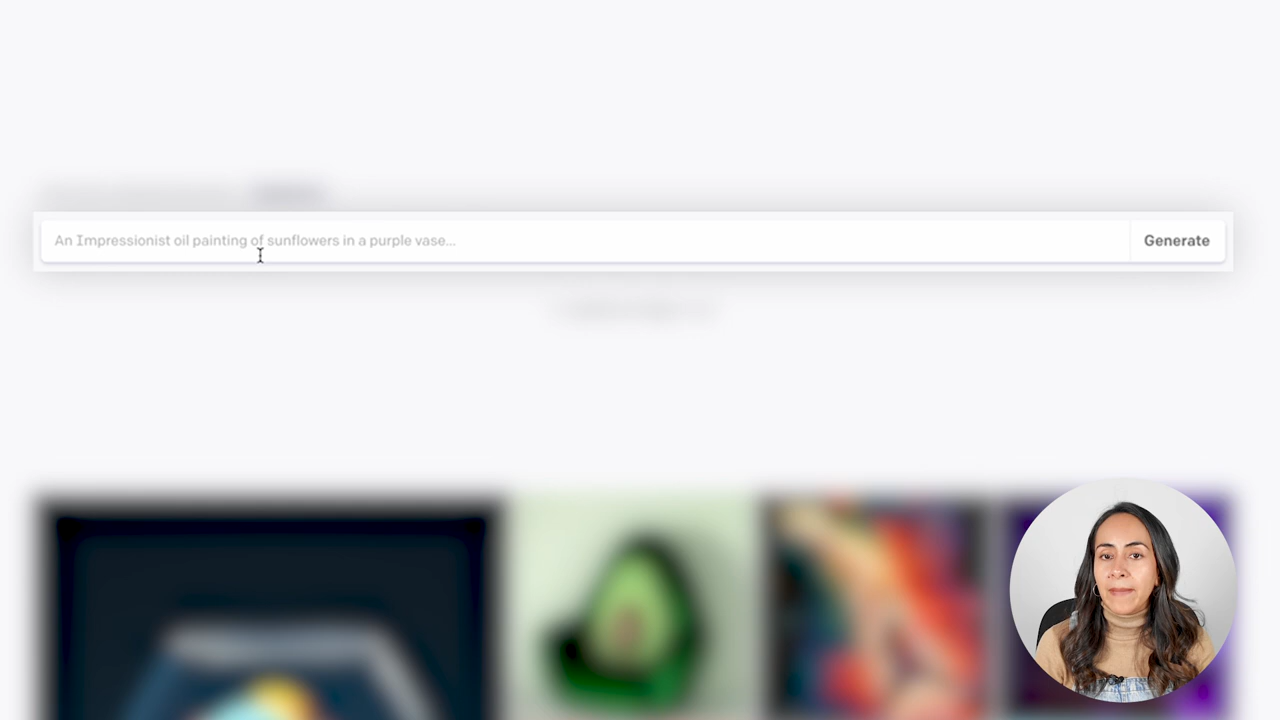 An Impressionist oil painting of sunflowers in a purple vase...
Generate